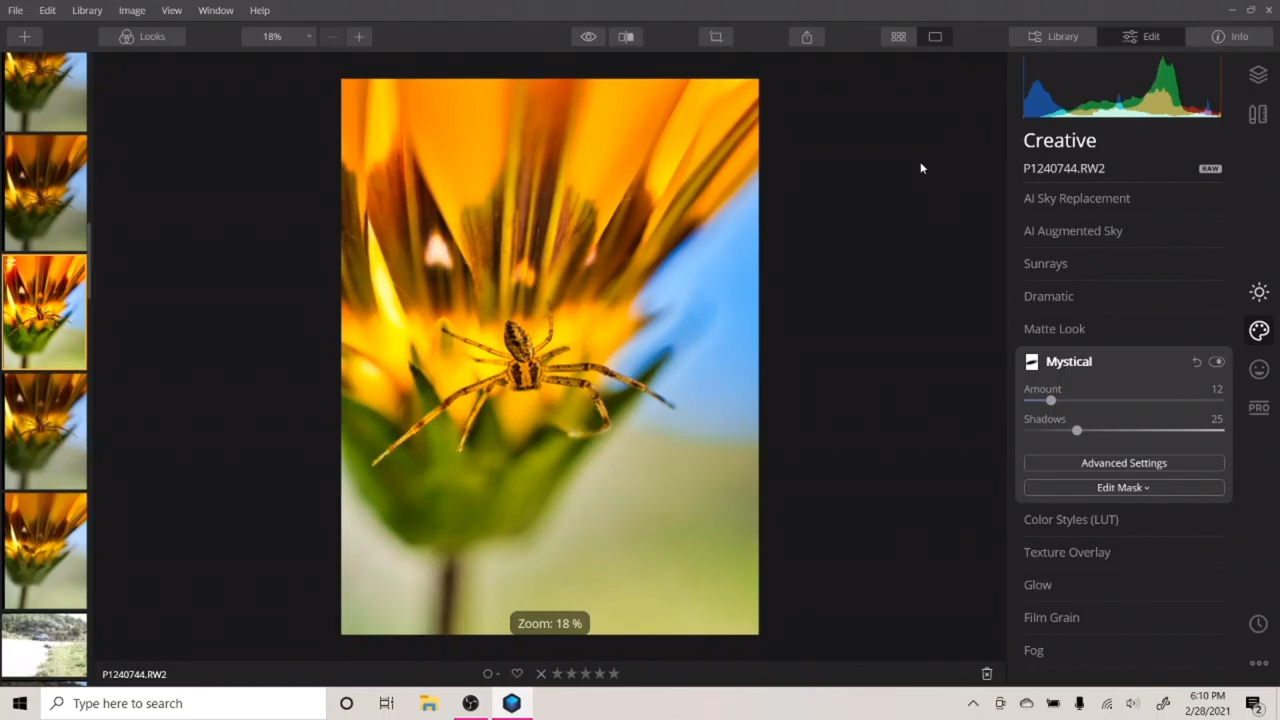 File Edit Library Image View Window Help
Looks 18% Library Edit Info
Creative
P1240744.RW2 RAW
AI Sky Replacement
AI Augmented Sky
Sunrays
Dramatic
Matte Look
Mystical
Amount 12
Shadows 25
Advanced Settings
Edit Mask
Color Styles (LUT)
Texture Overlay
Glow
Film Grain
Fog
PRO
Zoom: 18 %
P1240744.RW2
Type here to search
6:10 PM
2/28/2021
2